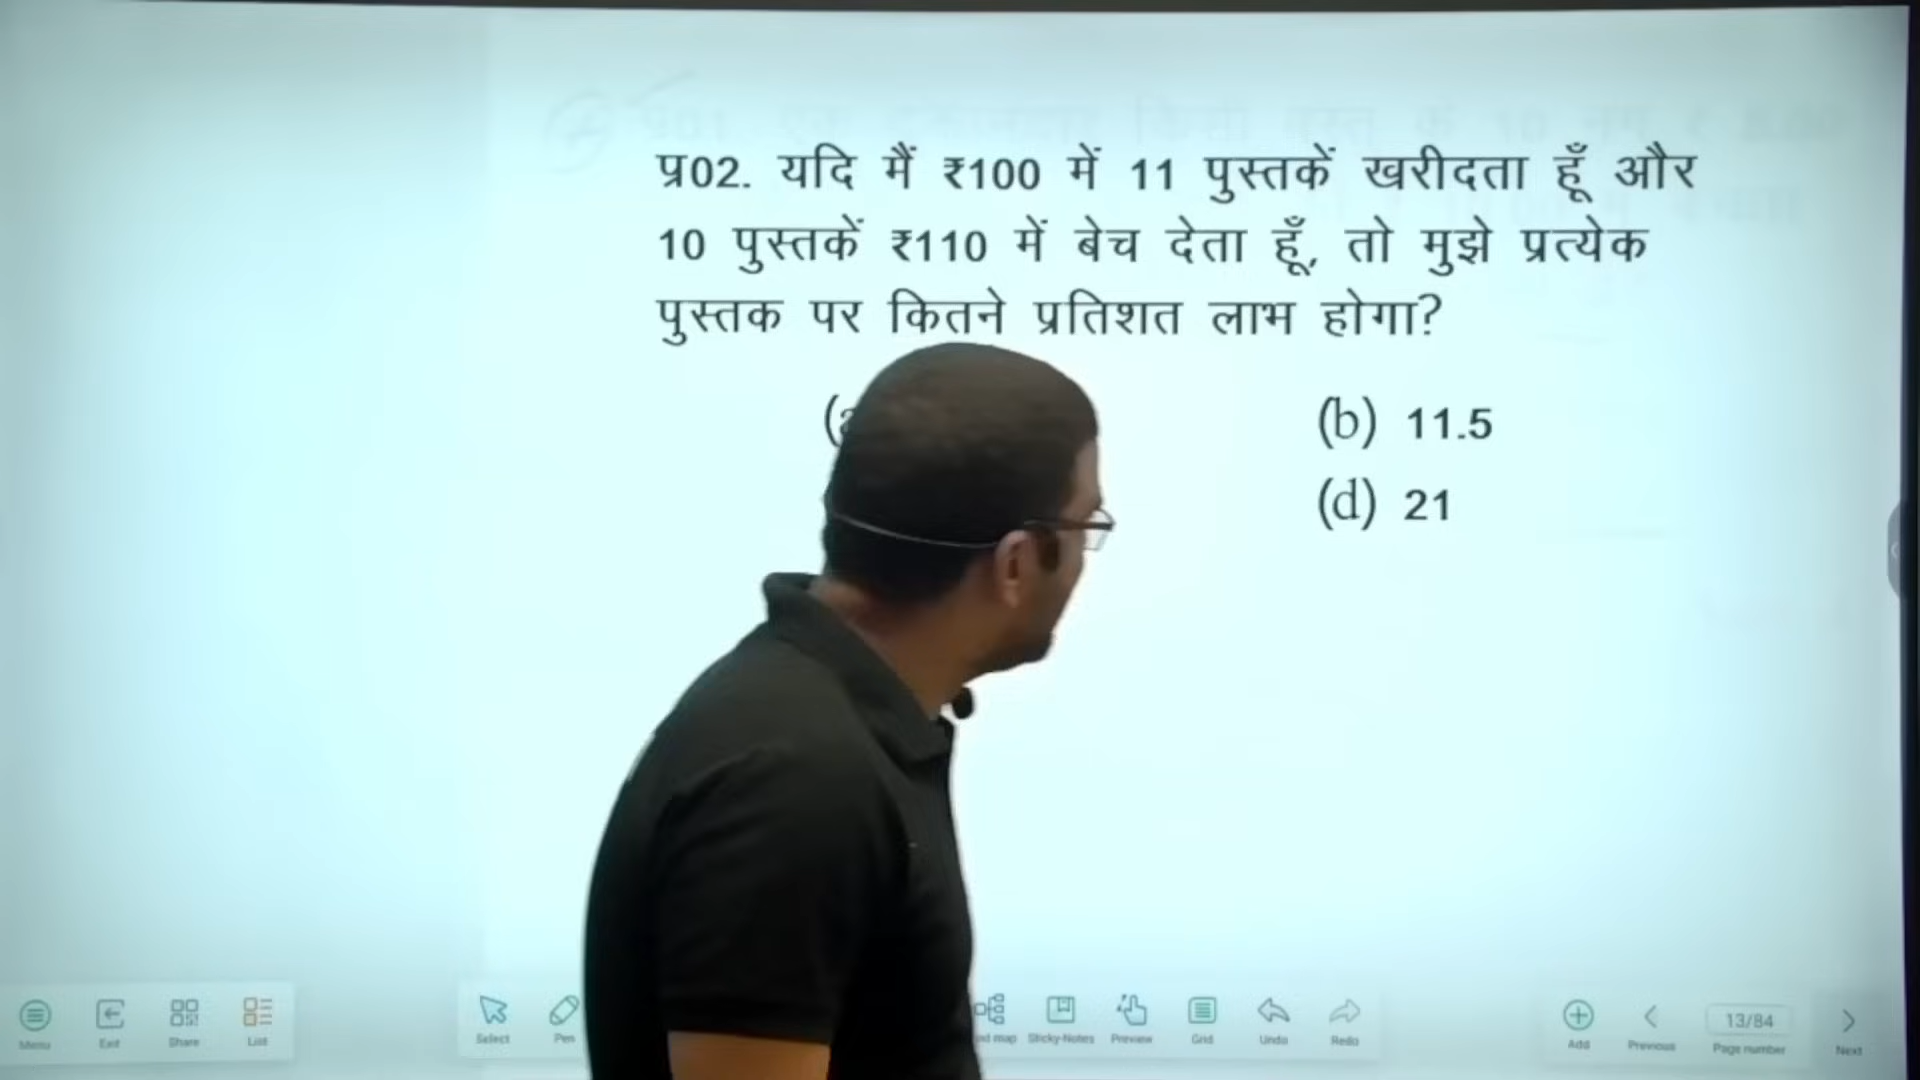 प्र02. यदि मैं ₹100 में 11 पुस्तकें खरीदता हूँ और
10 पुस्तकें ₹110 में बेच देता हूँ, तो मुझे प्रत्येक
पुस्तक पर कितने प्रतिशत लाभ होगा?
(b) 11.5
(d) 21
Menu Exit Share List Select Pen map Sticky-Notes Preview Grid Undo Redo Add Previous 13/84 Page number Next